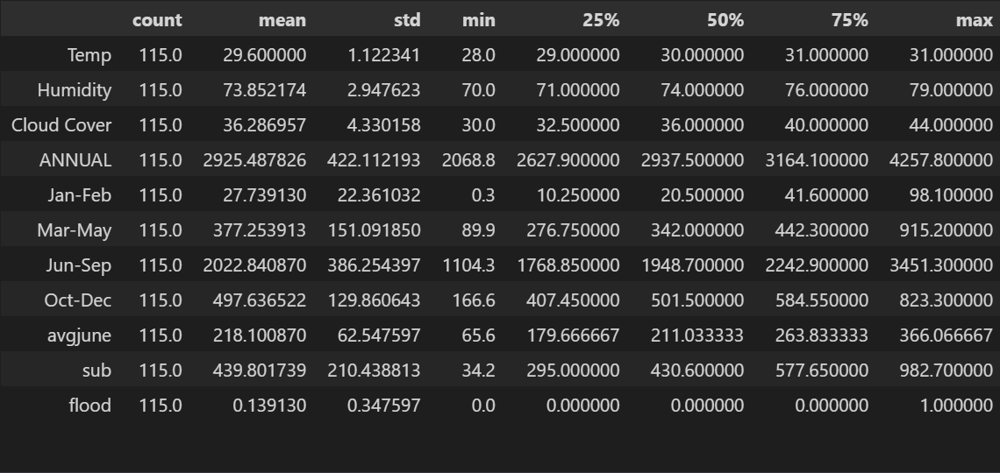 count mean std min 25% 50% 75% max
Temp 115.0 29.600000 1.122341 28.0 29.000000 30.000000 31.000000 31.000000
Humidity 115.0 73.852174 2.947623 70.0 71.000000 74.000000 76.000000 79.000000
Cloud Cover 115.0 36.286957 4.330158 30.0 32.500000 36.000000 40.000000 44.000000
ANNUAL 115.0 2925.487826 422.112193 2068.8 2627.900000 2937.500000 3164.100000 4257.800000
Jan-Feb 115.0 27.739130 22.361032 0.3 10.250000 20.500000 41.600000 98.100000
Mar-May 115.0 377.253913 151.091850 89.9 276.750000 342.000000 442.300000 915.200000
Jun-Sep 115.0 2022.840870 386.254397 1104.3 1768.850000 1948.700000 2242.900000 3451.300000
Oct-Dec 115.0 497.636522 129.860643 166.6 407.450000 501.500000 584.550000 823.300000
avgjune 115.0 218.100870 62.547597 65.6 179.666667 211.033333 263.833333 366.066667
sub 115.0 439.801739 210.438813 34.2 295.000000 430.600000 577.650000 982.700000
flood 115.0 0.139130 0.347597 0.0 0.000000 0.000000 0.000000 1.000000